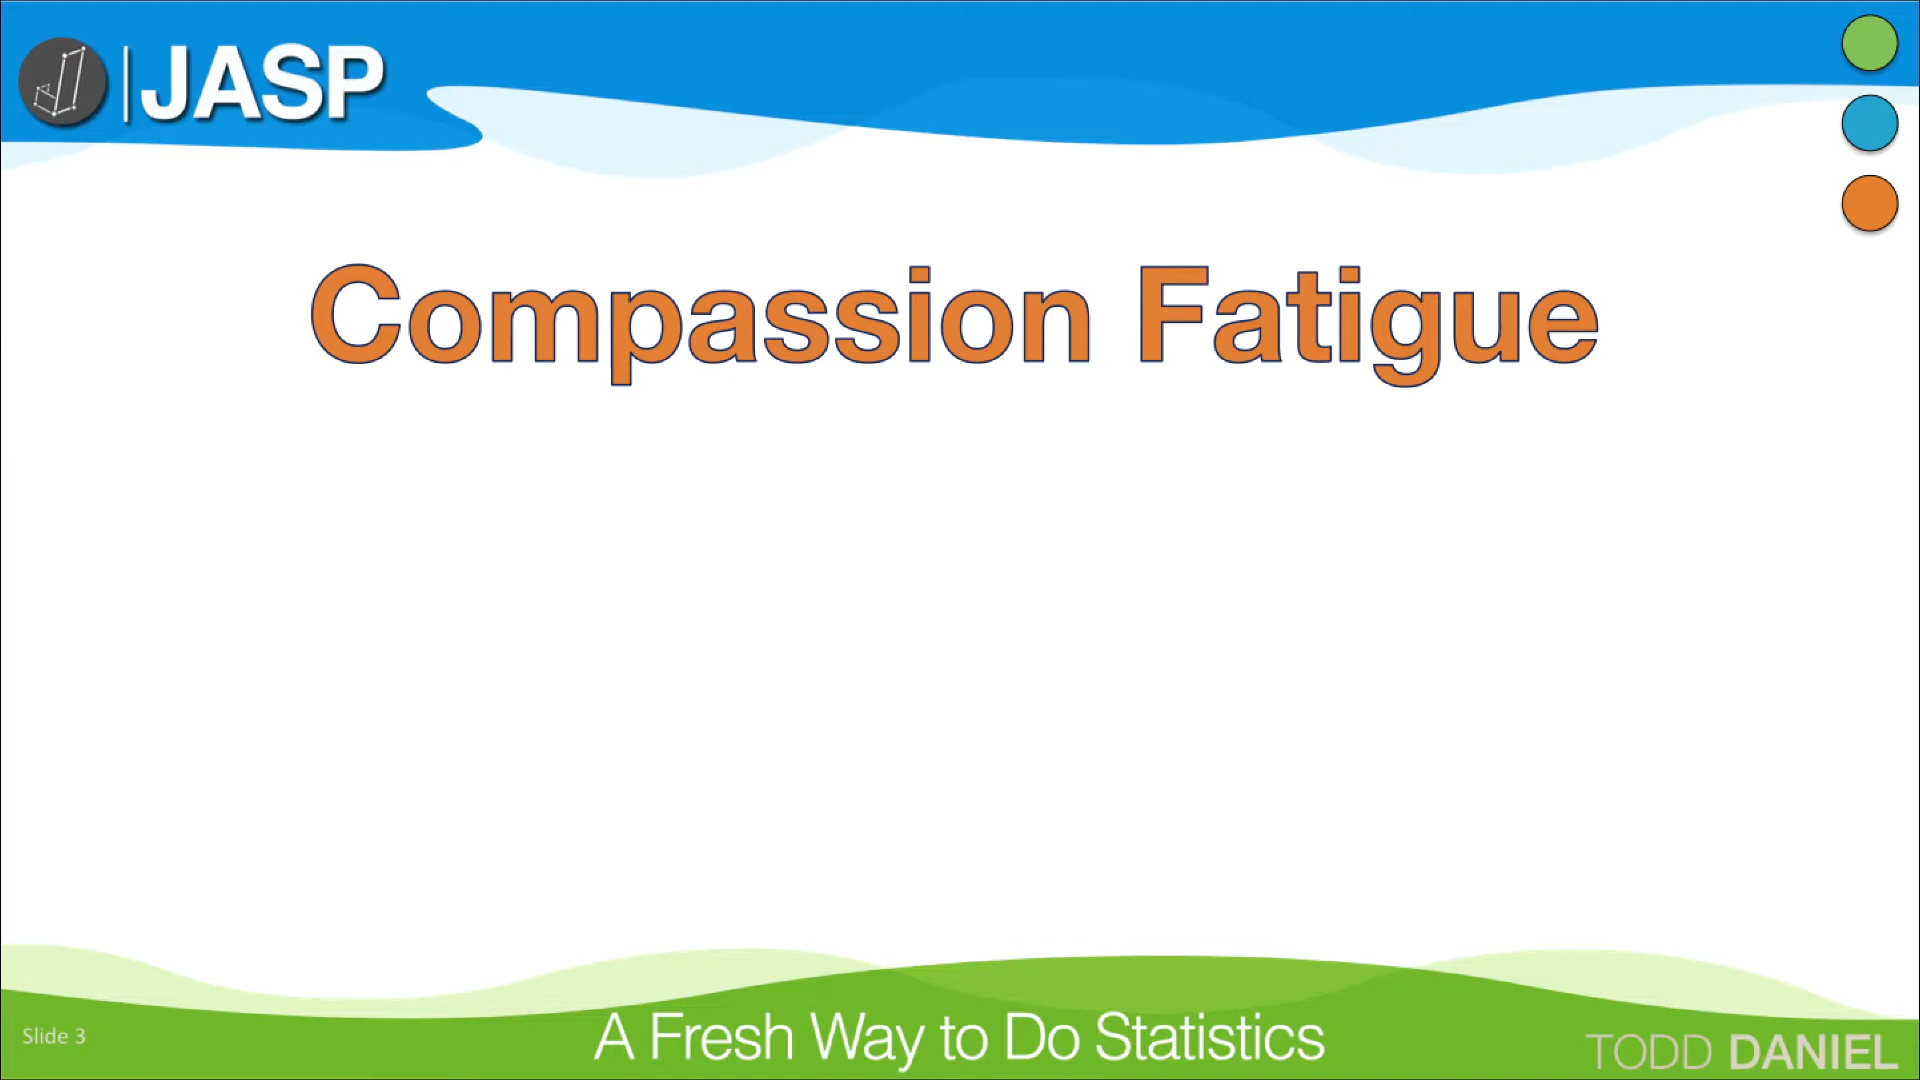 JASP
Compassion Fatigue
Slide 3
A Fresh Way to Do Statistics
TODD DANIEL